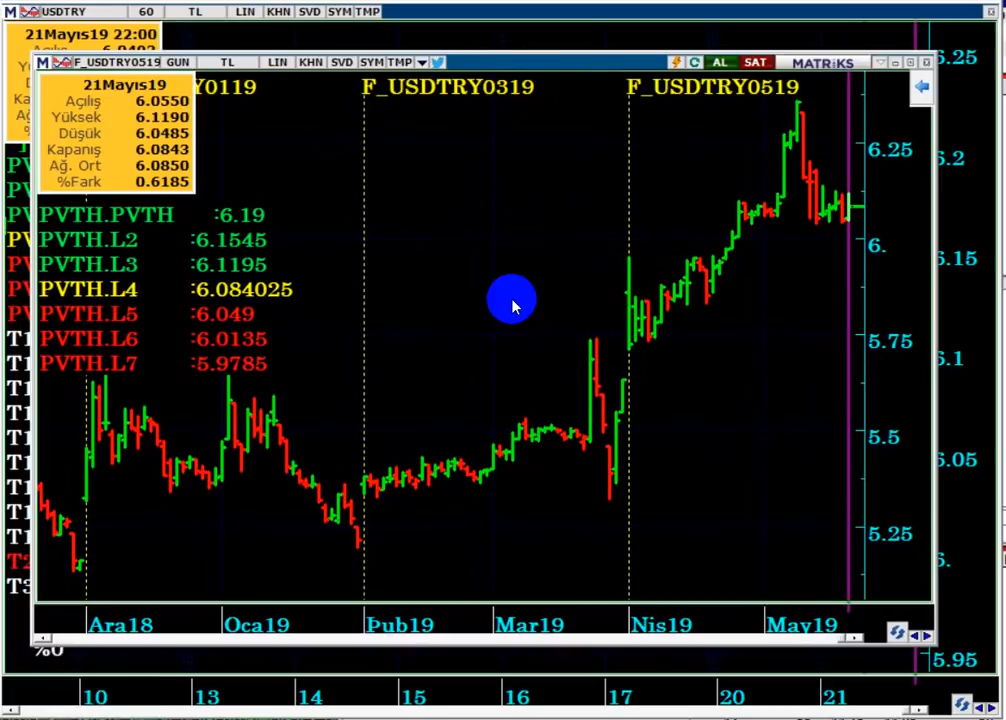 USDTRY 60 TL LIN KHN SVD SYM TMP
21Mayıs19 22:00
F_USDTRY0519 GUN TL LIN KHN SVD SYM TMP AL SAT MATRiKS
21Mayıs19
Açılış 6.0550
Yüksek 6.1190
Düşük 6.0485
Kapanış 6.0843
Ağ. Ort 6.0850
%Fark 0.6185
Y0119
F_USDTRY0319
F_USDTRY0519
PVTH.PVTH :6.19
PVTH.L2 :6.1545
PVTH.L3 :6.1195
PVTH.L4 :6.084025
PVTH.L5 :6.049
PVTH.L6 :6.0135
PVTH.L7 :5.9785
6.25
6.
5.75
5.5
5.25
Ara18 Oca19 Þub19 Mar19 Nis19 May19
6.25
6.2
6.15
6.1
6.05
6.
5.95
%0
10 13 14 15 16 17 20 21